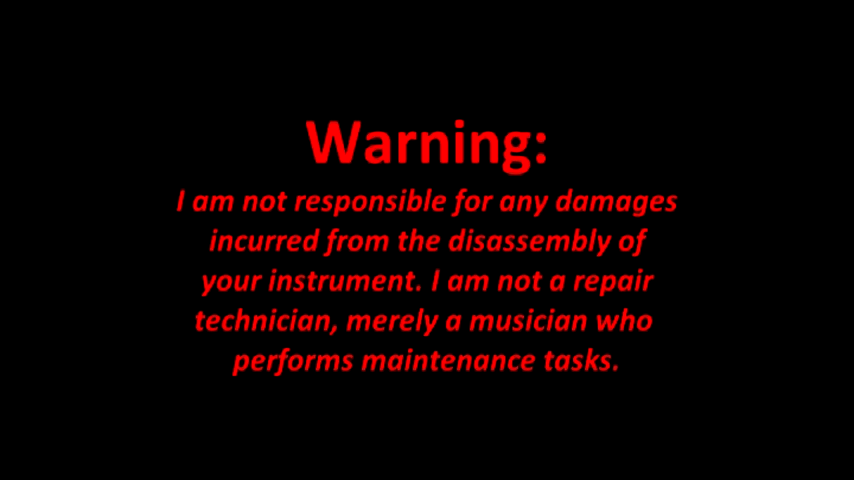 Warning:
I am not responsible for any damages
incurred from the disassembly of
your instrument. I am not a repair
technician, merely a musician who
performs maintenance tasks.